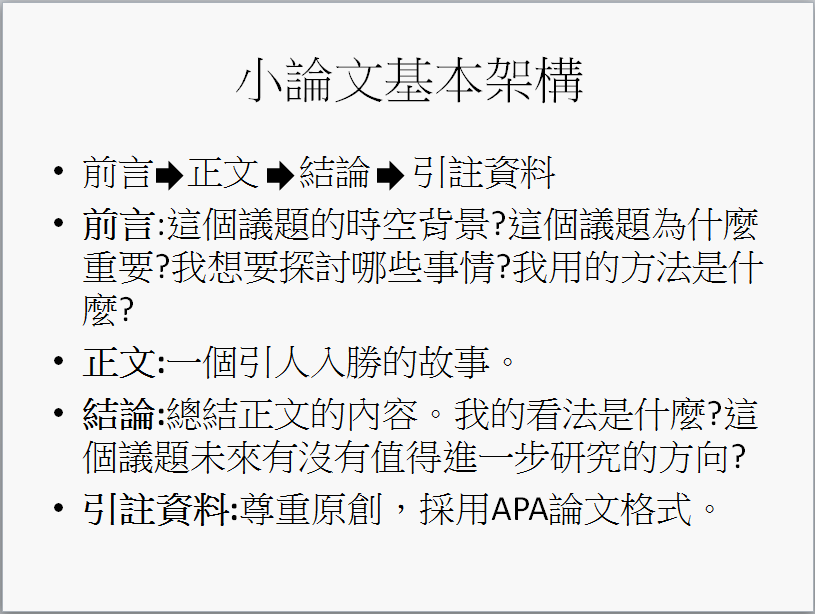 小論文基本架構
• 前言➡正文➡結論➡引註資料
• 前言:這個議題的時空背景?這個議題為什麼
重要?我想要探討哪些事情?我用的方法是什
麼?
• 正文:一個引人入勝的故事。
• 結論:總結正文的內容。我的看法是什麼?這
個議題未來有沒有值得進一步研究的方向?
• 引註資料:尊重原創，採用APA論文格式。